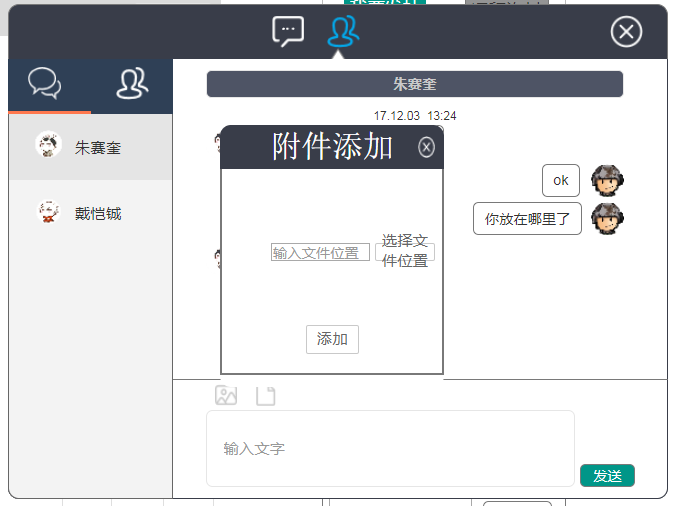 朱赛奎
17.12.03 13:24
朱赛奎
戴恺铖
附件添加
ok
你放在哪里了
输入文件位置
选择文件位置
添加
输入文字
发送